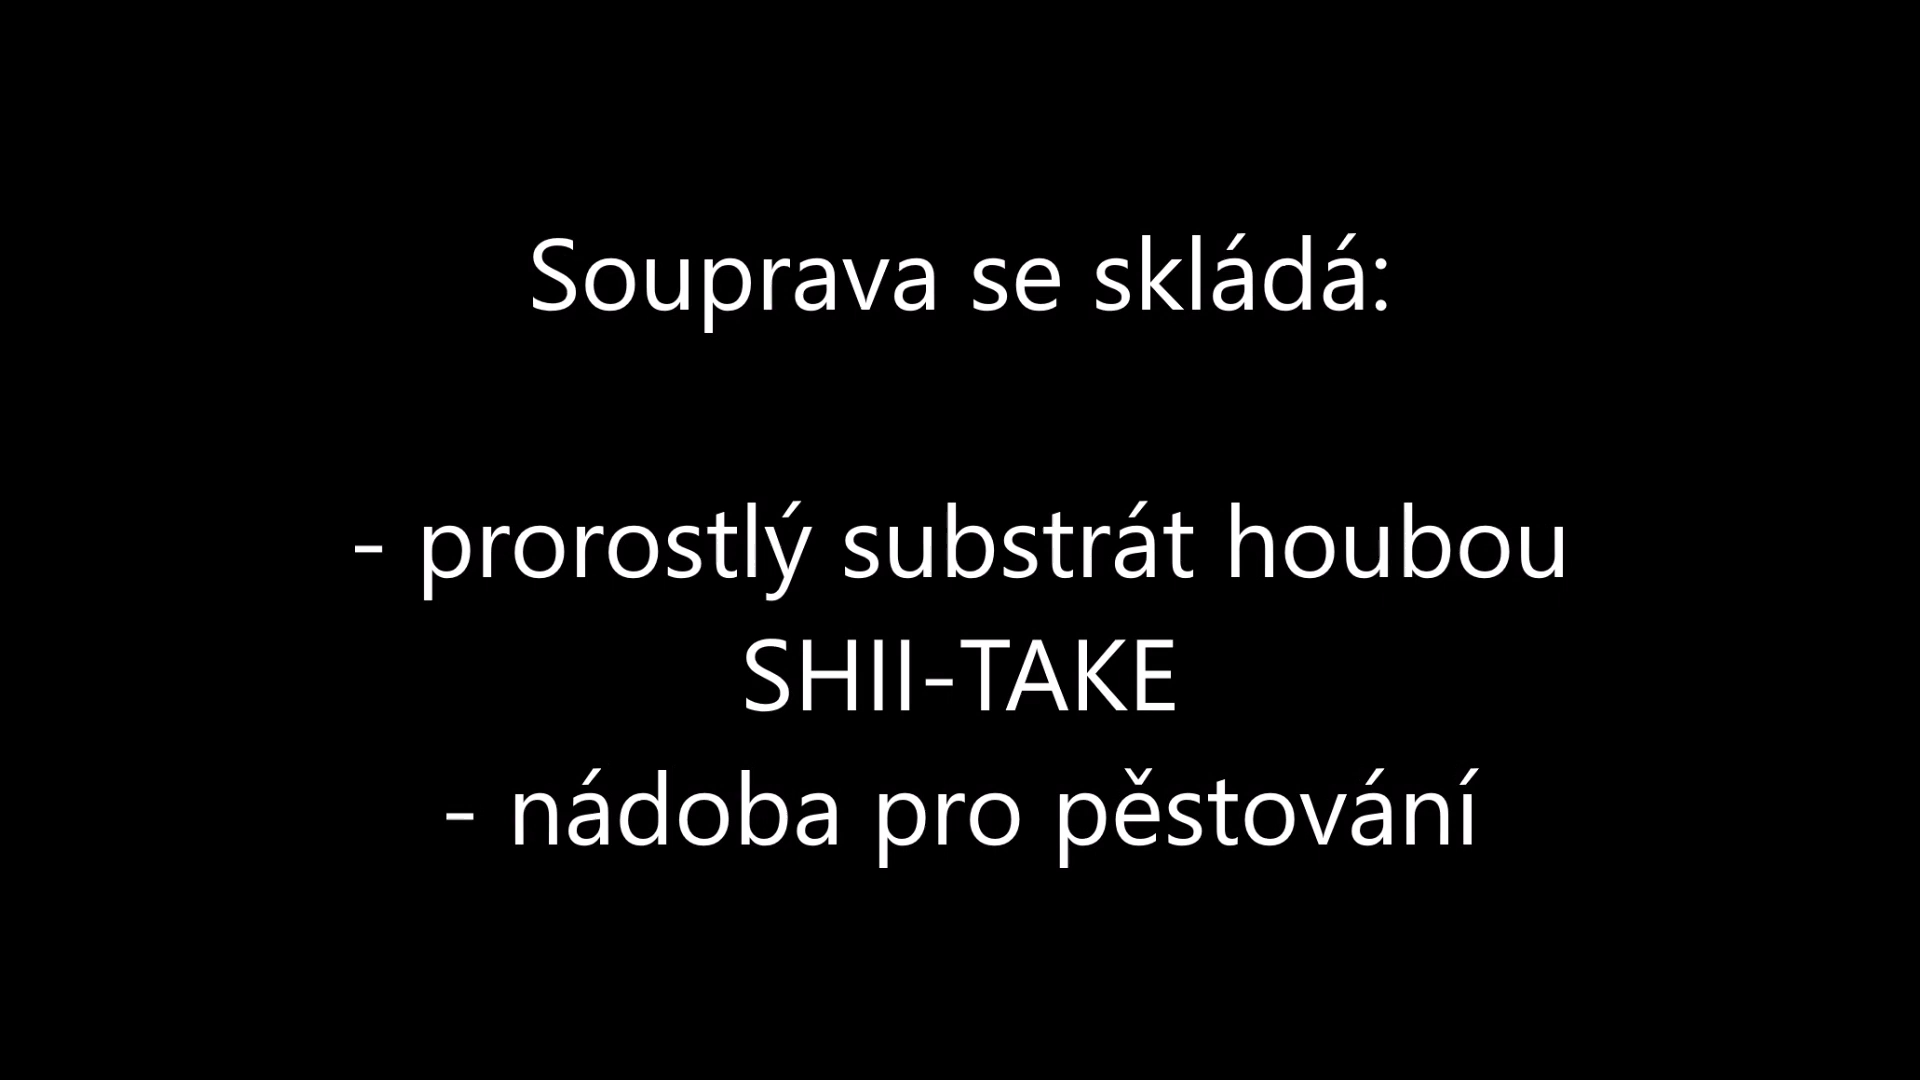 Souprava se skládá:
- prorostlý substrát houbou
SHII-TAKE
- nádoba pro pěstování